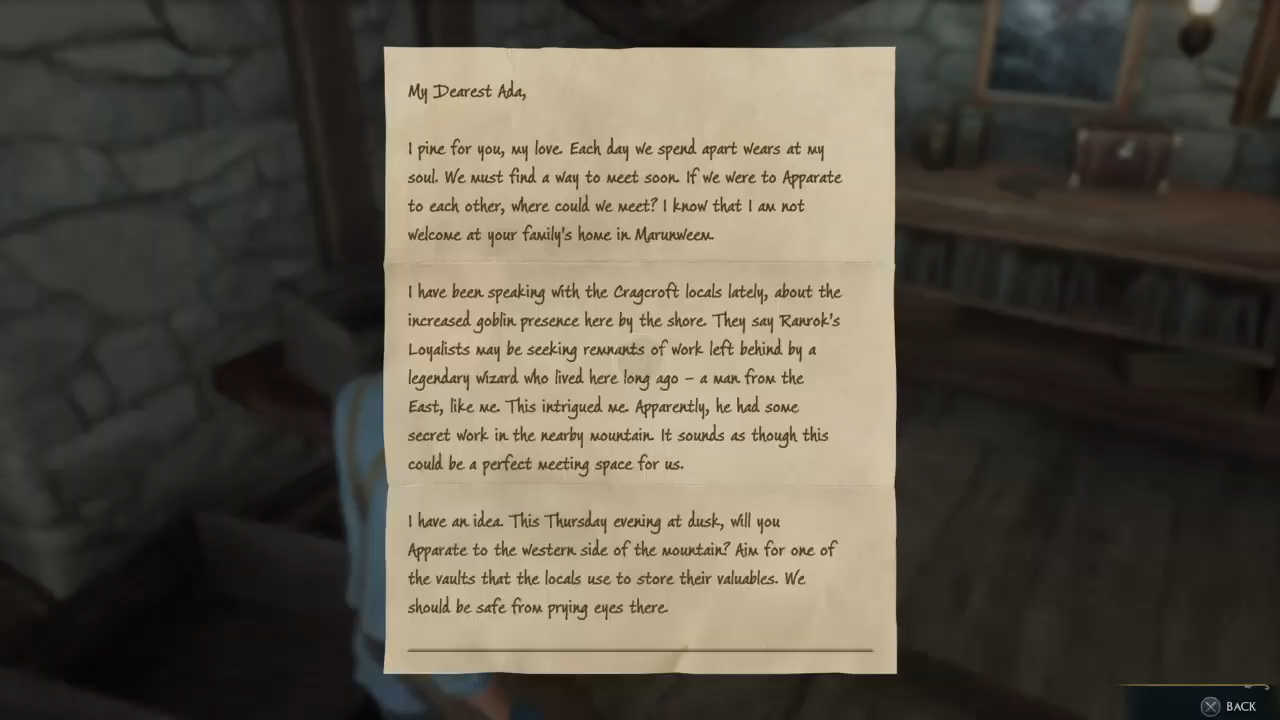 My Dearest Ada,
I pine for you, my love. Each day we spend apart wears at my
soul. We must find a way to meet soon. If we were to Apparate
to each other, where could we meet? I know that I am not
welcome at your family's home in Marunweem.
I have been speaking with the Cragcroft locals lately, about the
increased goblin presence here by the shore. They say Ranrok's
Loyalists may be seeking remnants of work left behind by a
legendary wizard who lived here long ago – a man from the
East, like me. This intrigued me. Apparently, he had some
secret work in the nearby mountain. It sounds as though this
could be a perfect meeting space for us.
I have an idea. This Thursday evening at dusk, will you
Apparate to the western side of the mountain? Aim for one of
the vaults that the locals use to store their valuables. We
should be safe from prying eyes there.
BACK